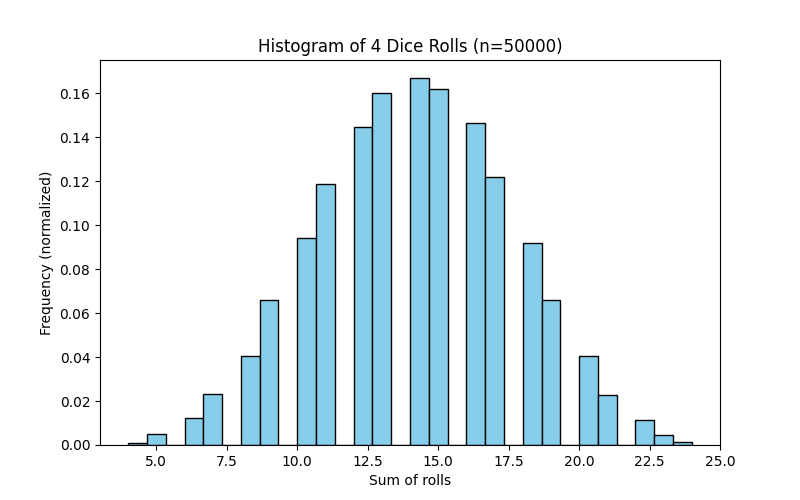 Histogram of 4 Dice Rolls (n=50000)
Frequency (normalized)
0.16
0.14
0.12
0.10
0.08
0.06
0.04
0.02
0.00
5.0 7.5 10.0 12.5 15.0 17.5 20.0 22.5 25.0
Sum of rolls